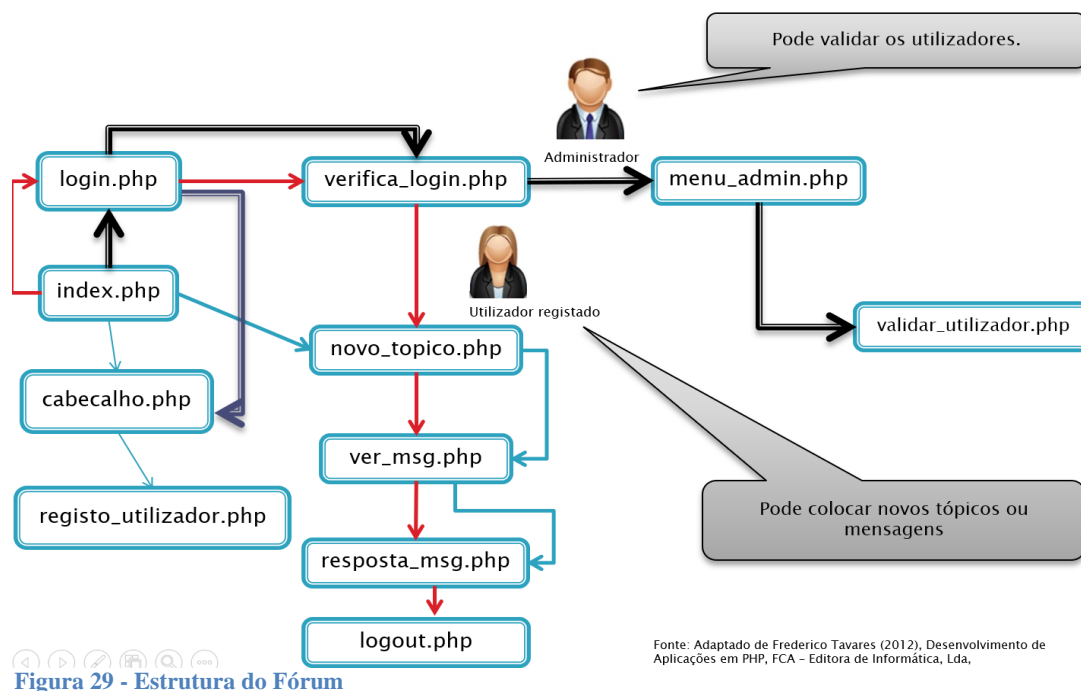 Pode validar os utilizadores.
Administrador
login.php
verifica_login.php
menu_admin.php
index.php
Utilizador registado
validar_utilizador.php
novo_topico.php
cabecalho.php
ver_msg.php
registo_utilizador.php
Pode colocar novos tópicos ou
mensagens
resposta_msg.php
logout.php
Fonte: Adaptado de Frederico Tavares (2012), Desenvolvimento de
Aplicações em PHP, FCA – Editora de Informática, Lda,
Figura 29 - Estrutura do Fórum